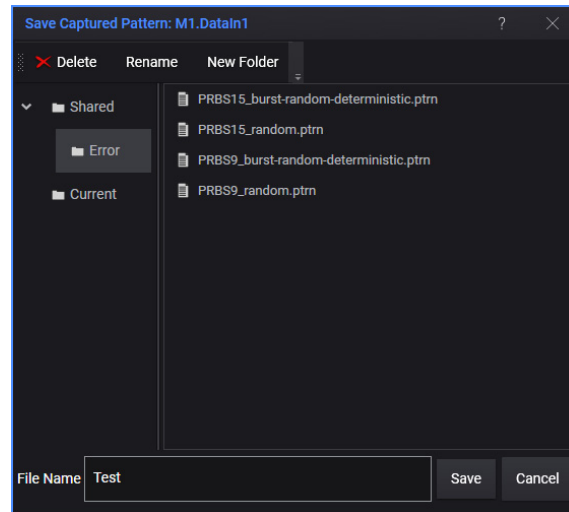 Save Captured Pattern: M1.DataIn1
?
Delete Rename New Folder
Shared
Error
Current
PRBS15_burst-random-deterministic.ptrn
PRBS15_random.ptrn
PRBS9_burst-random-deterministic.ptrn
PRBS9_random.ptrn
File Name Test Save Cancel